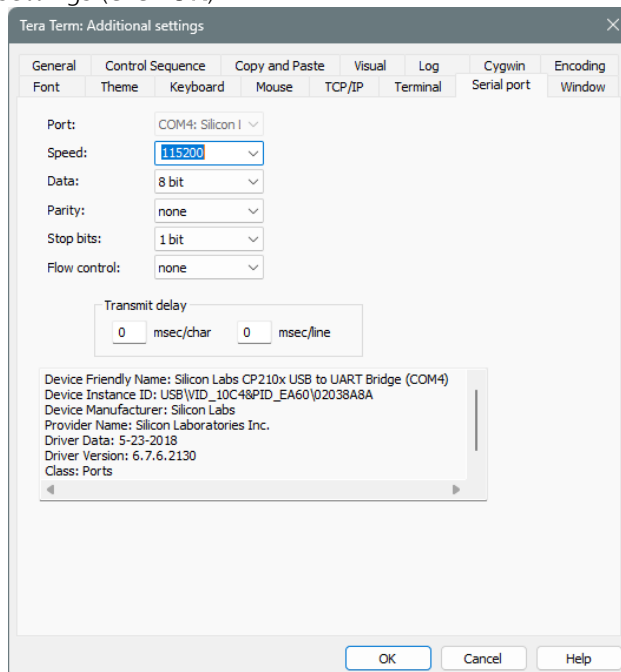 Tera Term: Additional settings
General Control Sequence Copy and Paste Visual Log Cygwin Encoding
Font Theme Keyboard Mouse TCP/IP Terminal Serial port Window
Port: COM4: Silicon l
Speed: 115200
Data: 8 bit
Parity: none
Stop bits: 1 bit
Flow control: none
Transmit delay
0 msec/char 0 msec/line
Device Friendly Name: Silicon Labs CP210x USB to UART Bridge (COM4)
Device Instance ID: USB\VID_10C4&PID_EA60\02038A8A
Device Manufacturer: Silicon Labs
Provider Name: Silicon Laboratories Inc.
Driver Data: 5-23-2018
Driver Version: 6.7.6.2130
Class: Ports
OK Cancel Help